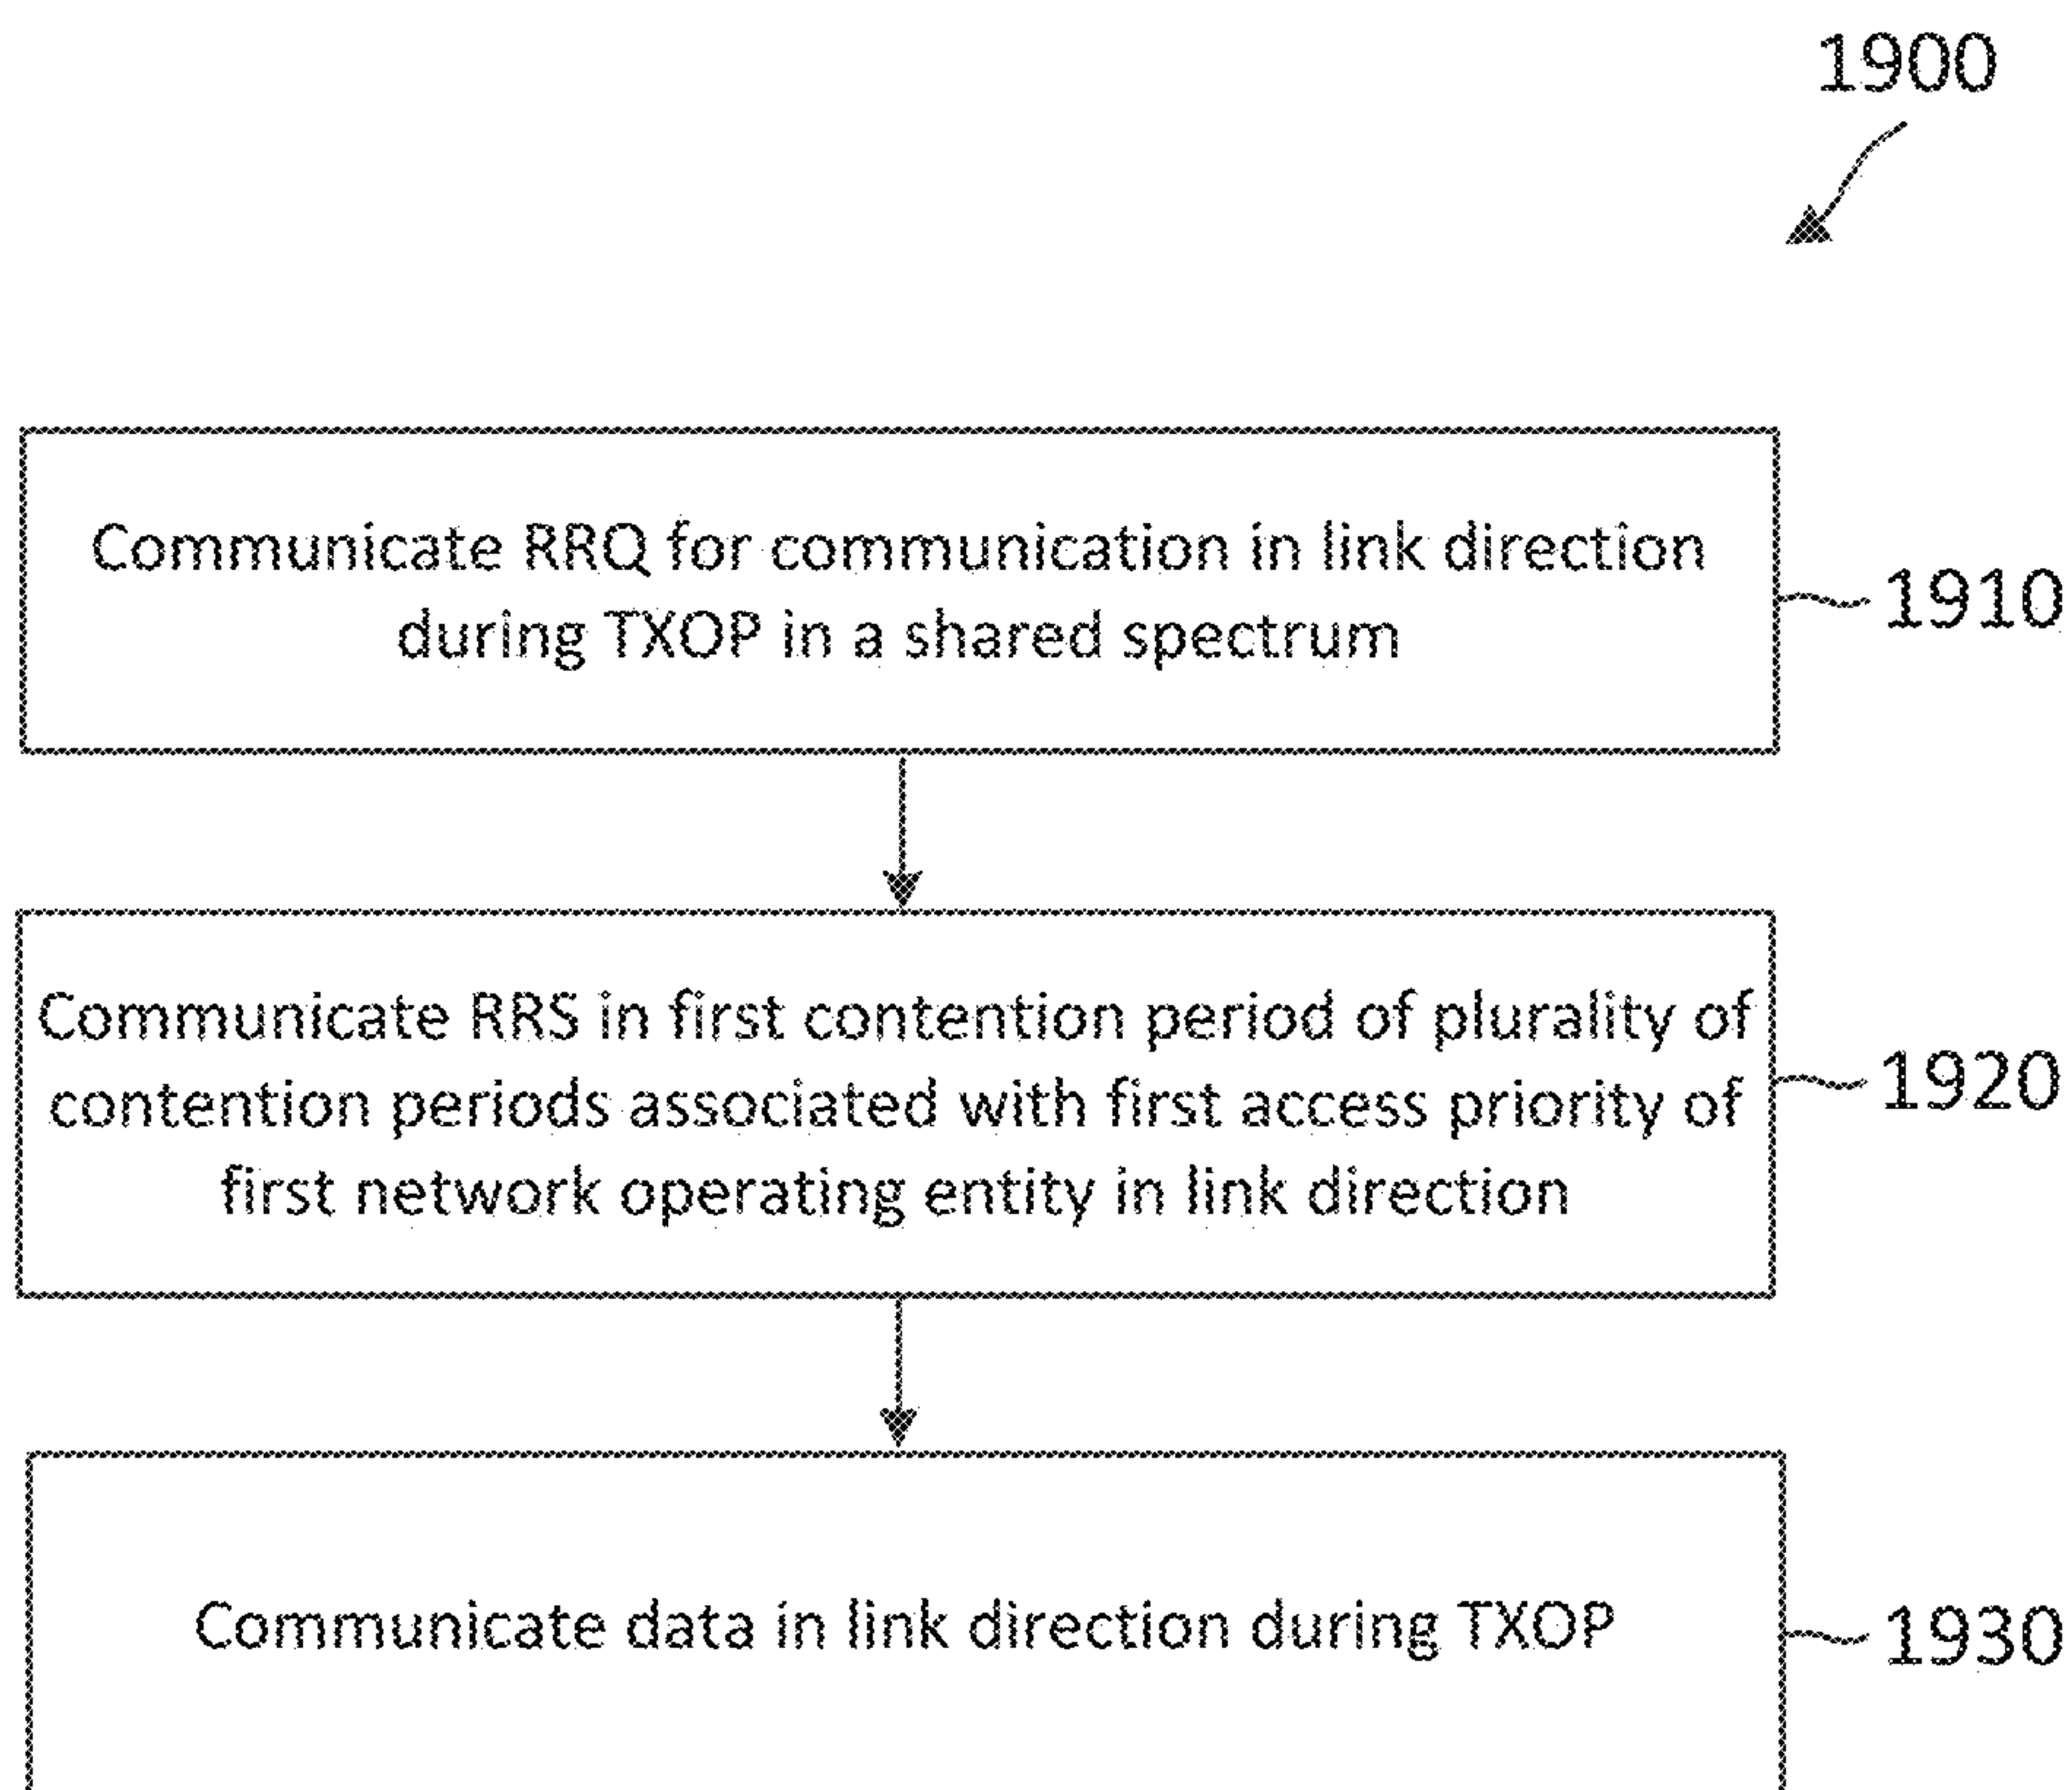 1900
Communicate RRQ for communication in link direction
during TXOP in a shared spectrum
1910
Communicate RRS in first contention period of plurality of
contention periods associated with first access priority of
first network operating entity in link direction
1920
Communicate data in link direction during TXOP
1930